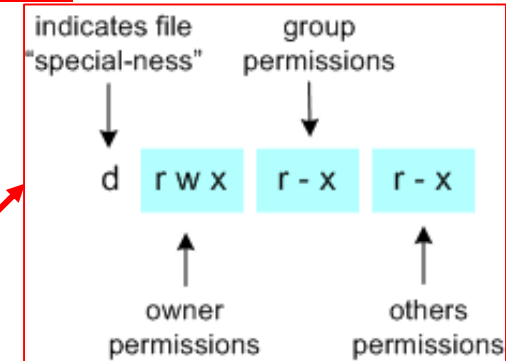 indicates file
"special-ness"
group
permissions
d r w x r - x r - x
owner
permissions
others
permissions